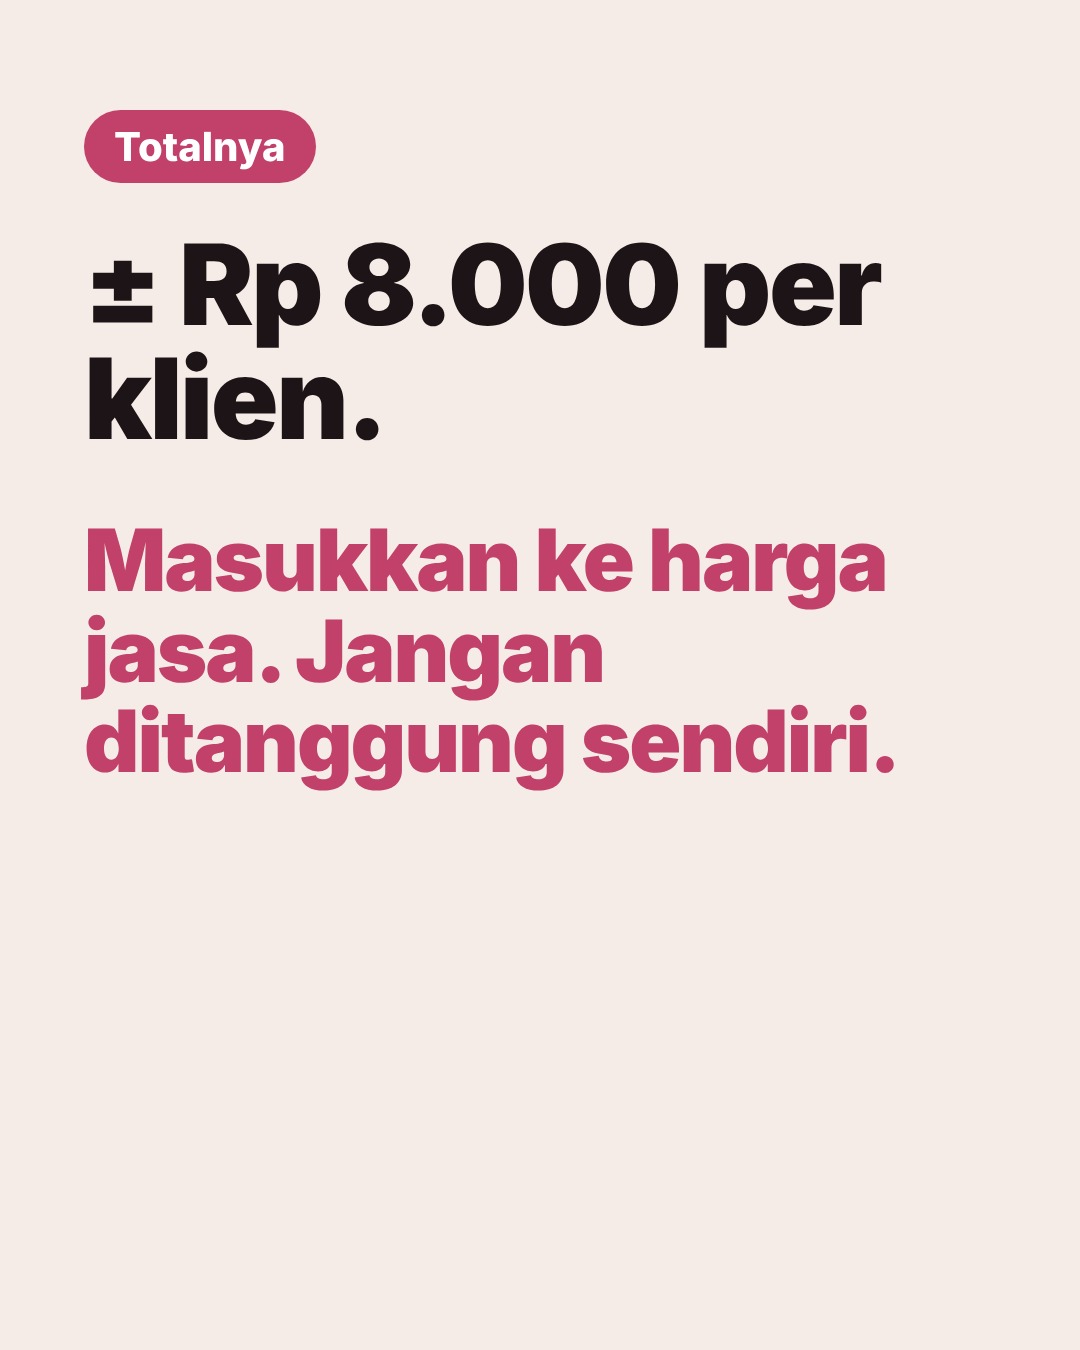 Totalnya
± Rp 8.000 per
klien.
Masukkan ke harga
jasa. Jangan
ditanggung sendiri.